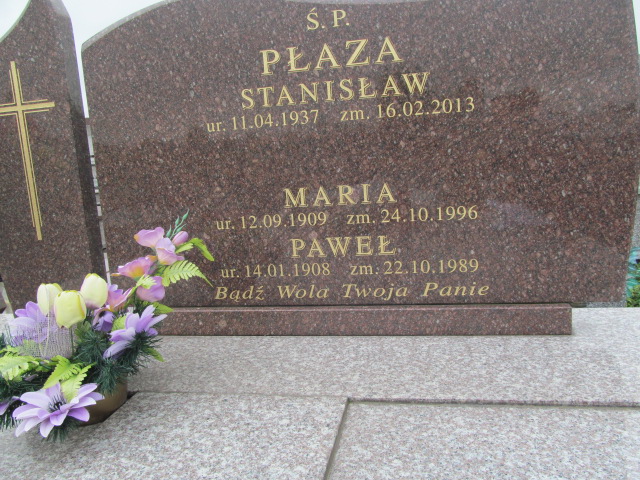 Ś.P.
PŁAZA
STANISŁAW
ur. 11.04.1937 zm. 16.02.2013
MARIA
ur. 12.09.1909 zm. 24.10.1996
PAWEŁ
ur. 14.01.1908 zm. 22.10.1989
Bądź Wola Twoja Panie